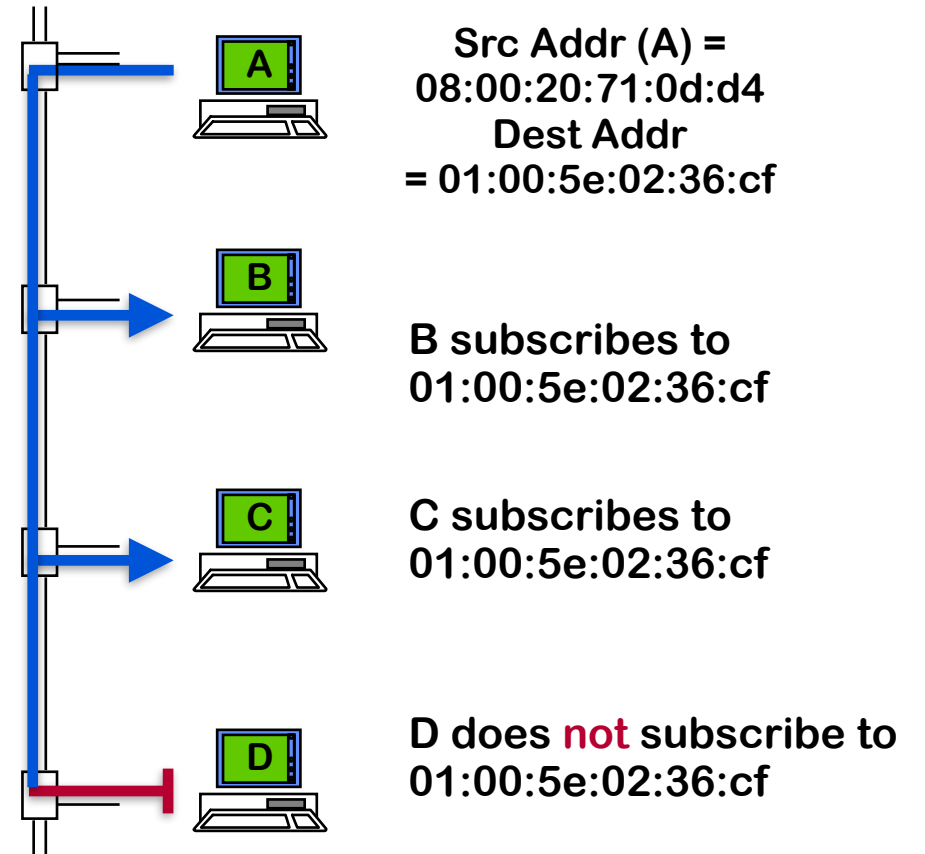 A
Src Addr (A) =
08:00:20:71:0d:d4
Dest Addr
= 01:00:5e:02:36:cf
B
B subscribes to
01:00:5e:02:36:cf
C
C subscribes to
01:00:5e:02:36:cf
D
D does not subscribe to
01:00:5e:02:36:cf